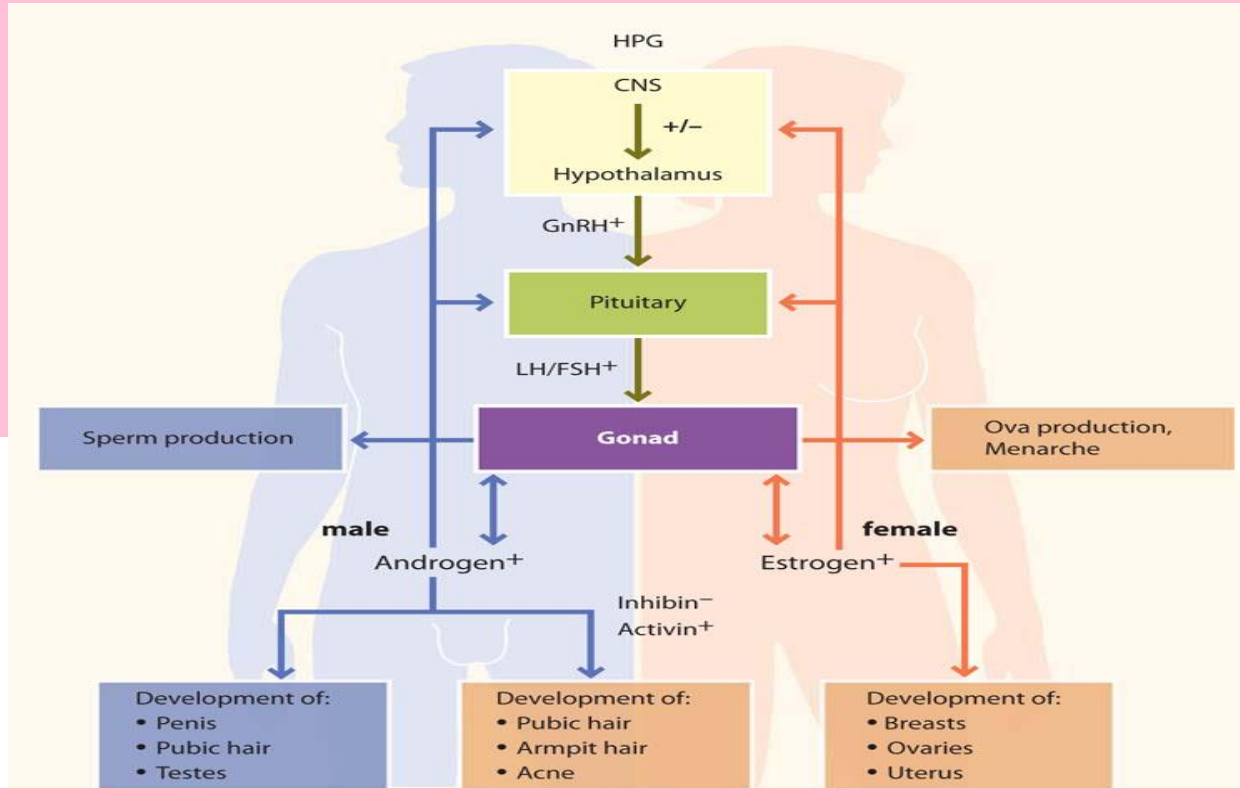 HPG
CNS
+/−
Hypothalamus
GnRH⁺
Pituitary
LH/FSH⁺
Sperm production
Gonad
Ova production,
Menarche
male
female
Androgen⁺
Estrogen⁺
Inhibin⁻
Activin⁺
Development of:
• Penis
• Pubic hair
• Testes
Development of:
• Pubic hair
• Armpit hair
• Acne
Development of:
• Breasts
• Ovaries
• Uterus